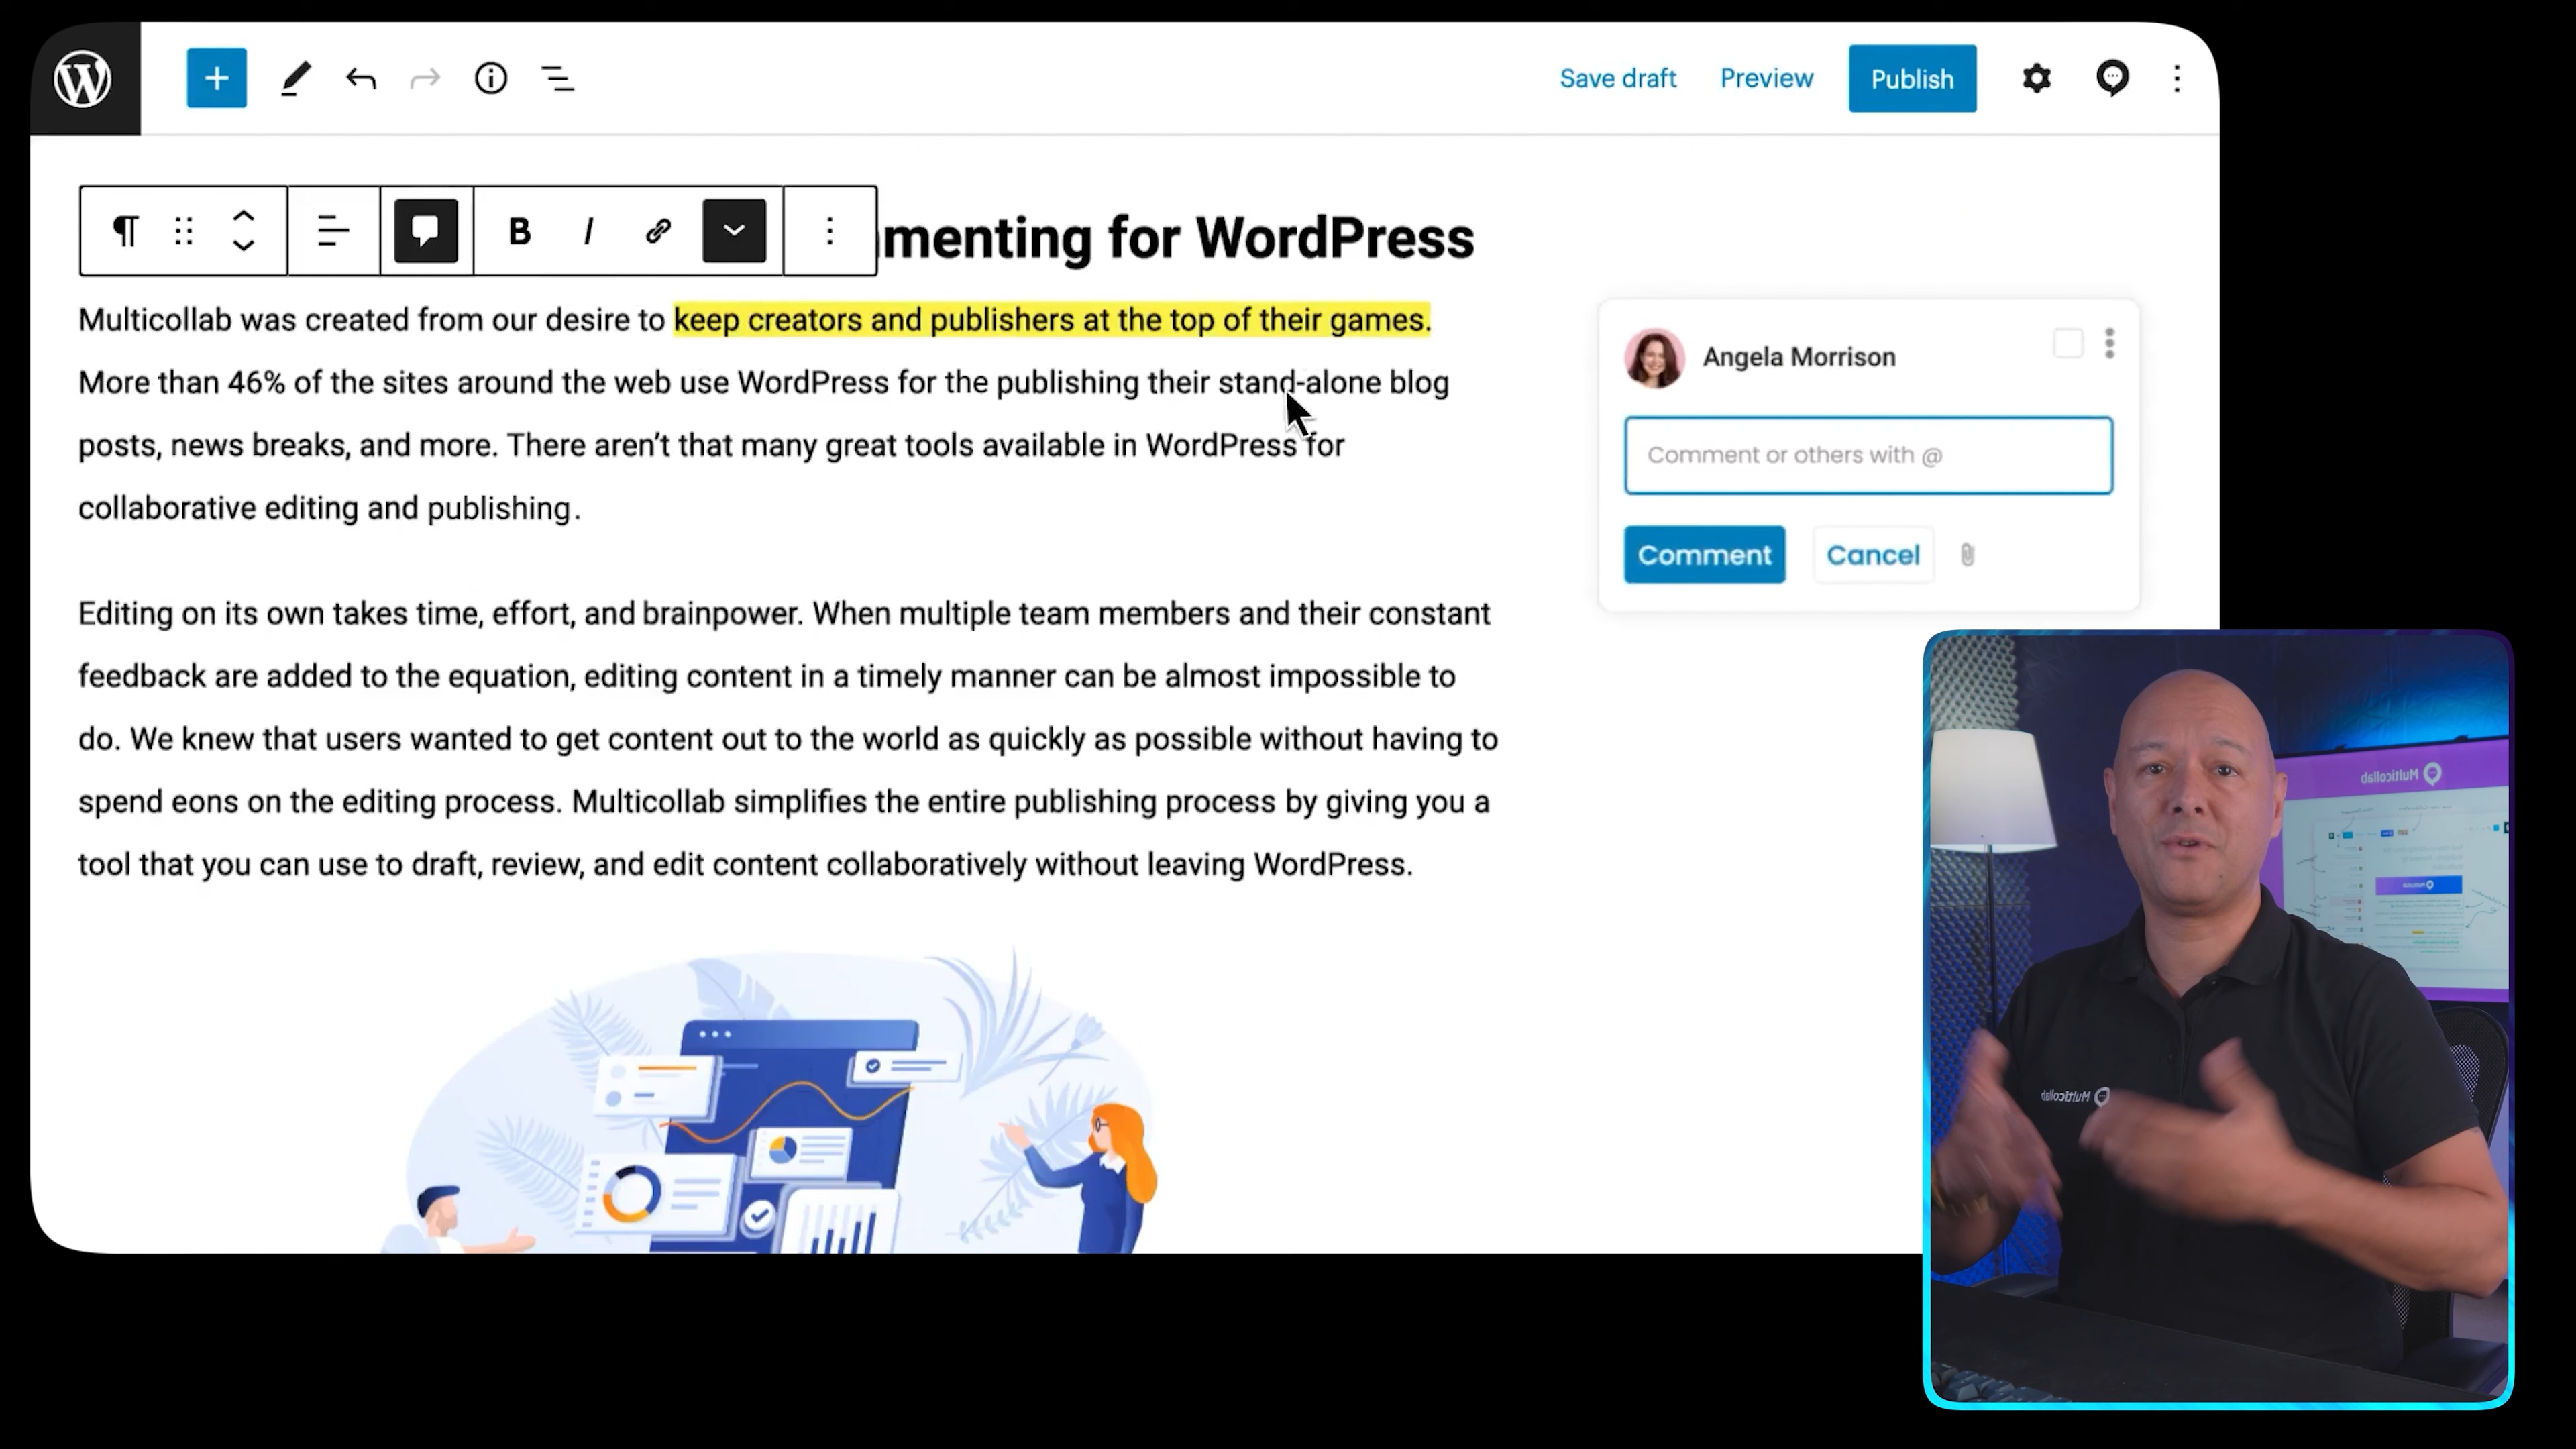 Save draft Preview Publish
B I
menting for WordPress
Multicollab was created from our desire to keep creators and publishers at the top of their games.
More than 46% of the sites around the web use WordPress for the publishing their stand-alone blog
posts, news breaks, and more. There aren’t that many great tools available in WordPress for
collaborative editing and publishing.
Angela Morrison
Comment or others with @
Comment Cancel
Editing on its own takes time, effort, and brainpower. When multiple team members and their constant
feedback are added to the equation, editing content in a timely manner can be almost impossible to
do. We knew that users wanted to get content out to the world as quickly as possible without having to
spend eons on the editing process. Multicollab simplifies the entire publishing process by giving you a
tool that you can use to draft, review, and edit content collaboratively without leaving WordPress.
Multicollab
Multicollab